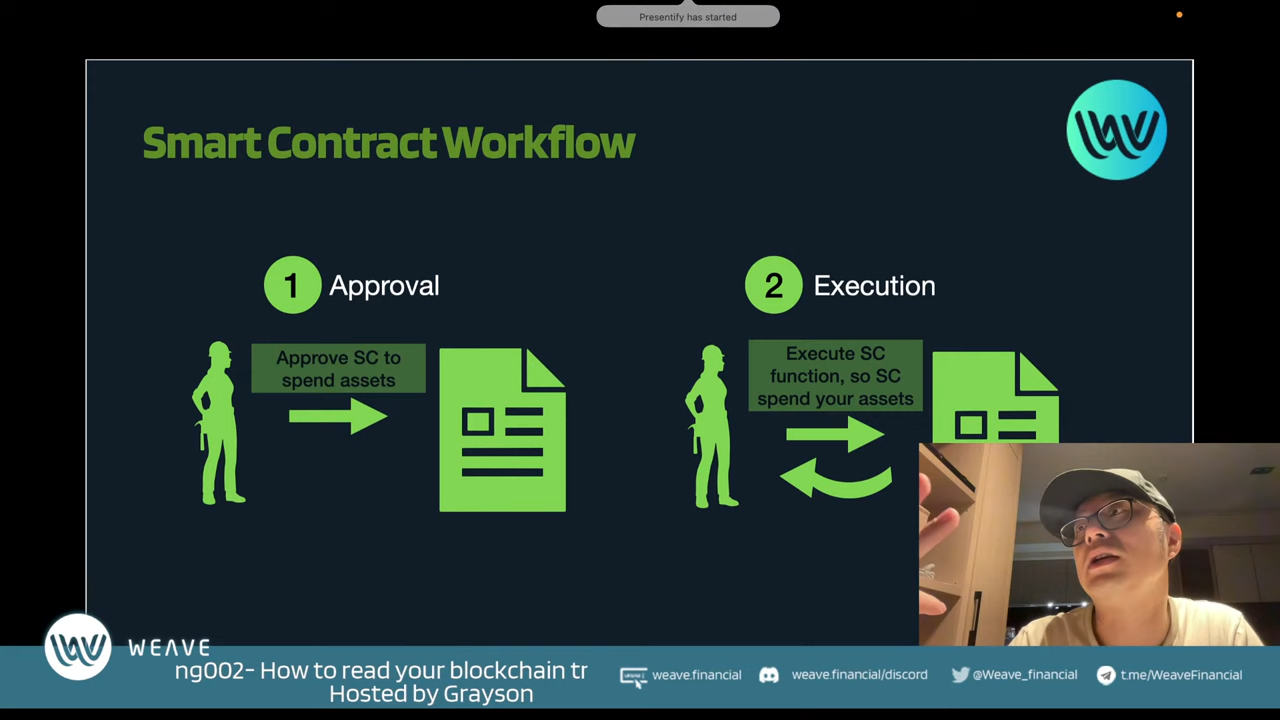 Presentify has started
Smart Contract Workflow
1 Approval
Approve SC to
spend assets
2 Execution
Execute SC
function, so SC
spend your assets
WEAVE
ng002- How to read your blockchain tr
Hosted by Grayson
weave.financial
weave.financial/discord
@Weave_financial
t.me/WeaveFinancial